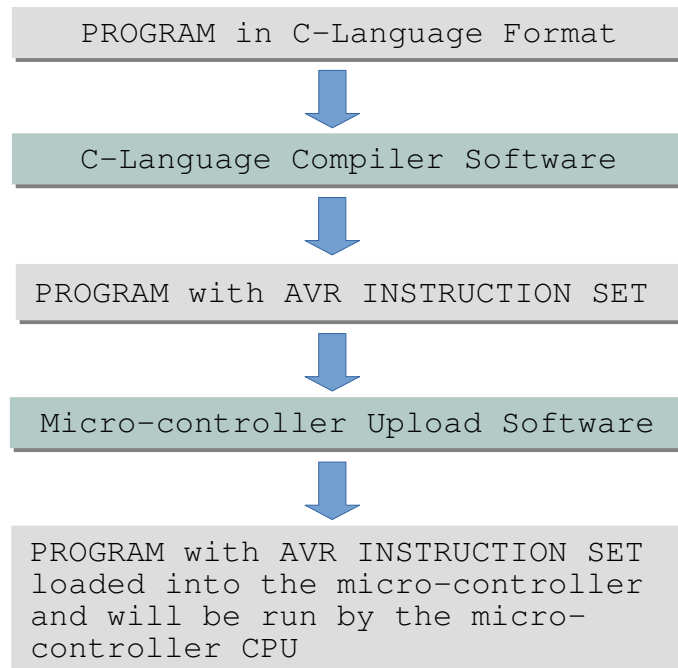 PROGRAM in C-Language Format
C-Language Compiler Software
PROGRAM with AVR INSTRUCTION SET
Micro-controller Upload Software
PROGRAM with AVR INSTRUCTION SET
loaded into the micro-controller
and will be run by the micro-
controller CPU